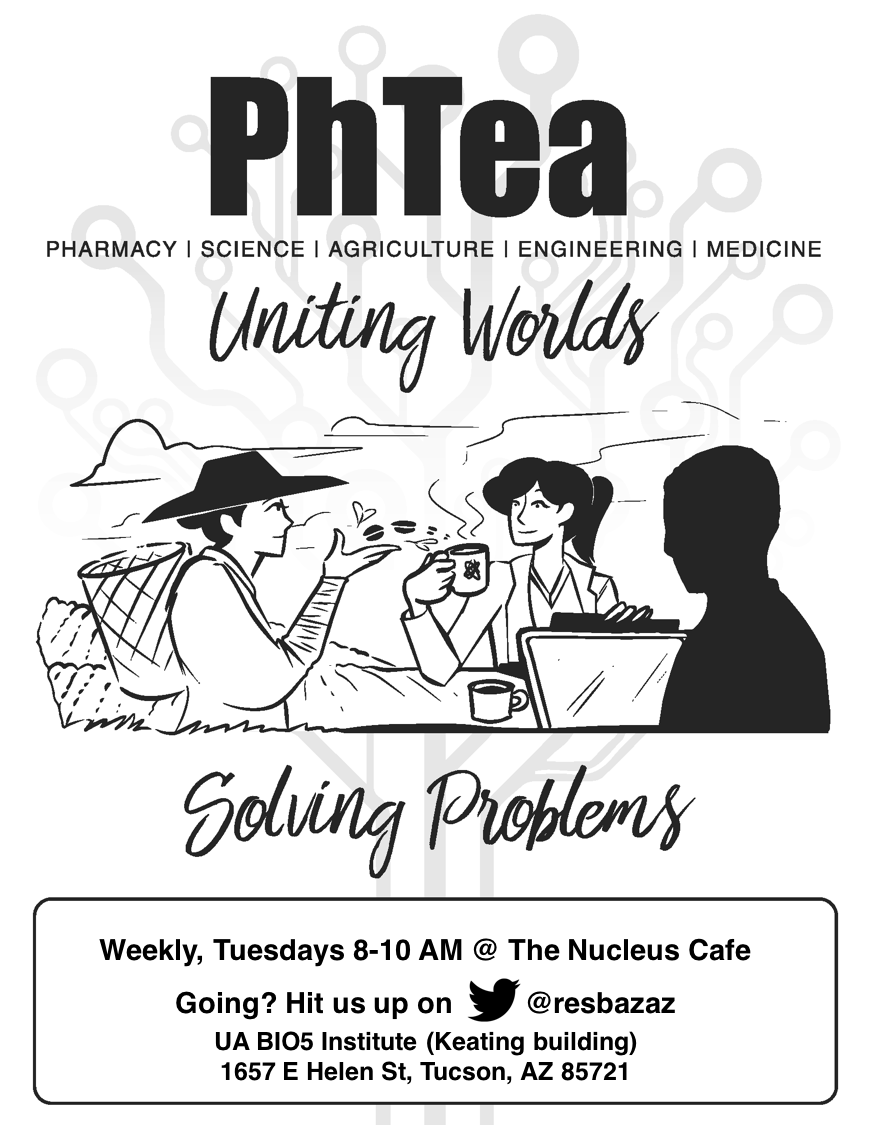 PhTea
PHARMACY | SCIENCE | AGRICULTURE | ENGINEERING | MEDICINE
Uniting Worlds
Solving Problems
Weekly, Tuesdays 8-10 AM @ The Nucleus Cafe
Going? Hit us up on @resbazaz
UA BIO5 Institute (Keating building)
1657 E Helen St, Tucson, AZ 85721